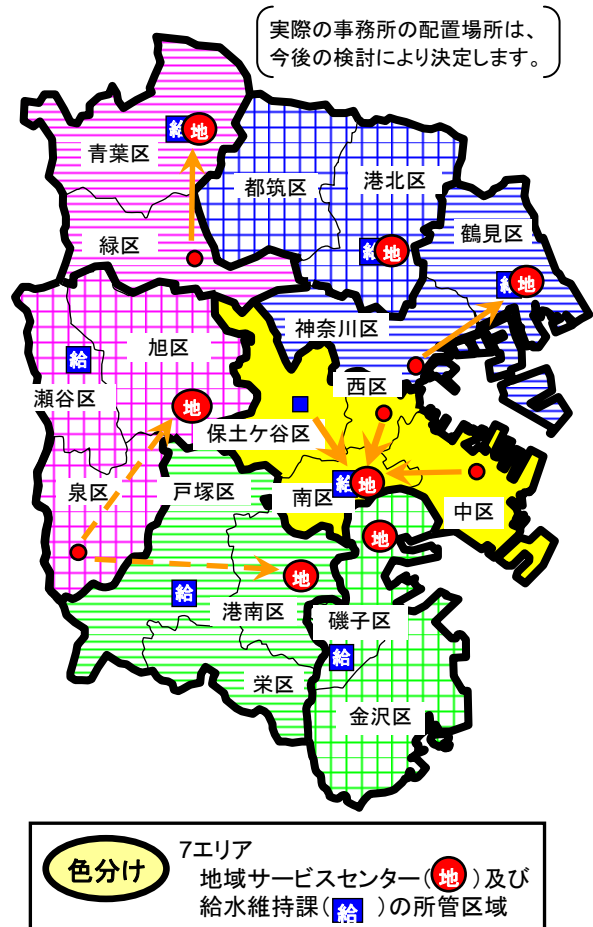 実際の事務所の配置場所は、
今後の検討により決定します。
給 地
青葉区
都筑区
港北区
緑区
鶴見区
給 地
給 地
神奈川区
旭区
給
西区
瀬谷区
地
保土ケ谷区
泉区
戸塚区
南区
給 地
中区
地
地
給
港南区
磯子区
給
栄区
金沢区
色分け
7エリア
地域サービスセンター(地)及び
給水維持課(給)の所管区域